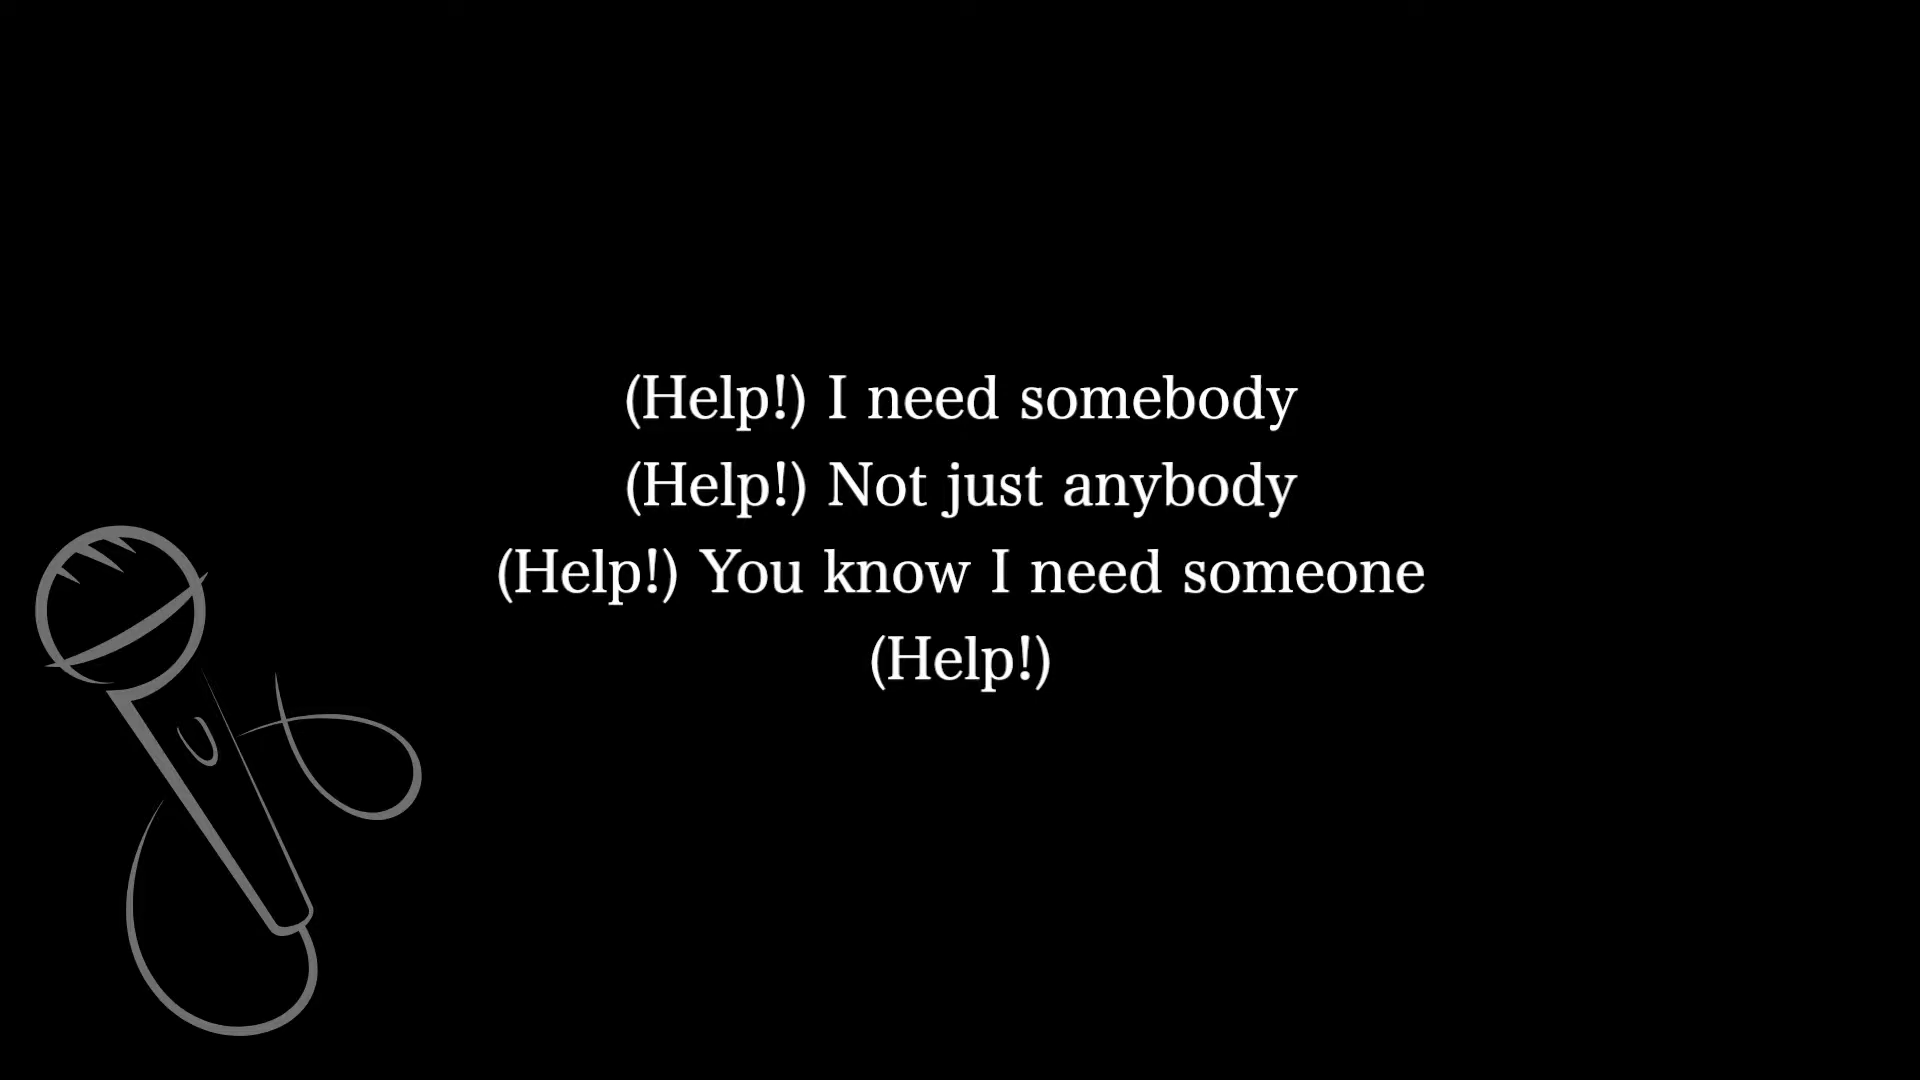 (Help!) I need somebody
(Help!) Not just anybody
(Help!) You know I need someone
(Help!)